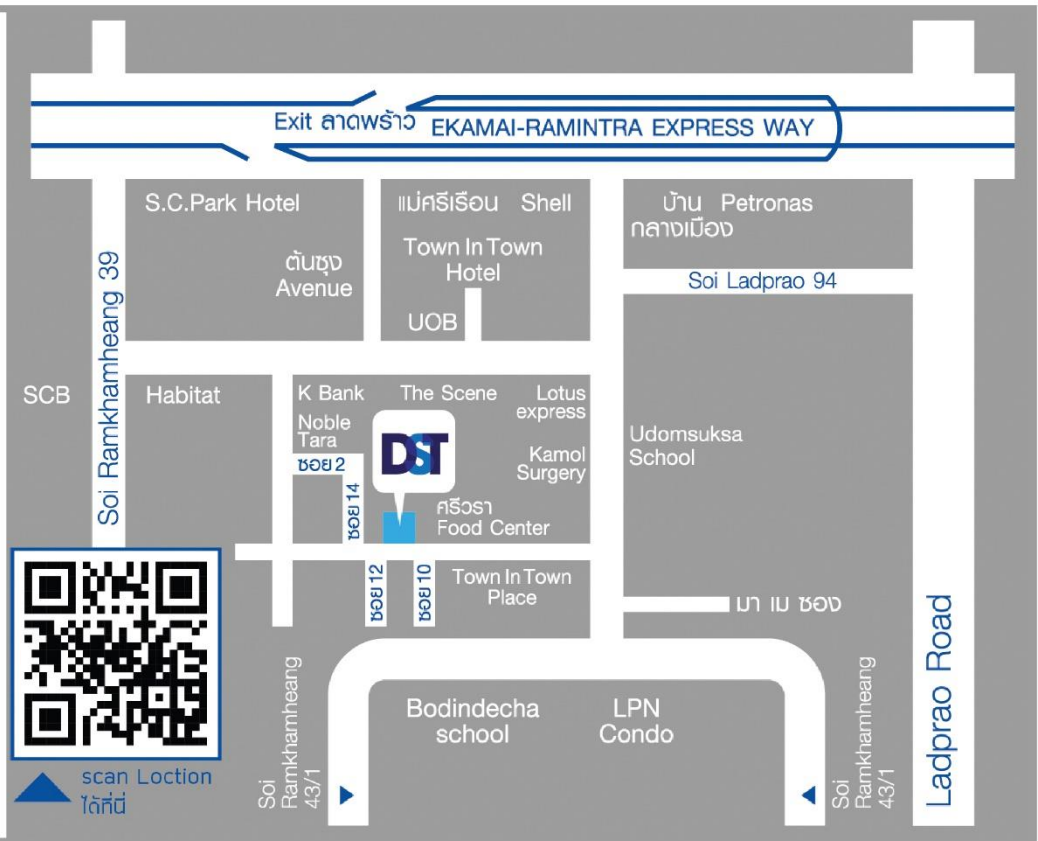 Exit ลาดพร้าว
EKAMAI-RAMINTRA EXPRESS WAY
S.C.Park Hotel
แม่ศรีเรือน Shell
บ้าน Petronas
กลางเมือง
Town In Town
Hotel
ต้นซุง
Avenue
Soi Ladprao 94
UOB
Soi Ramkhamheang 39
SCB
Habitat
K Bank
The Scene
Lotus
express
Noble
Tara
DST
ซอย 2
Kamol
Surgery
Udomsuksa
School
ซอย 14
ศรีวรา
Food Center
ซอย 12
ซอย 10
Town In Town
Place
มา เม ซอง
Ladprao Road
Bodindecha
school
LPN
Condo
Soi
Ramkhamheang
43/1
Soi
Ramkhamheang
43/1
scan Loction
ได้ที่นี่